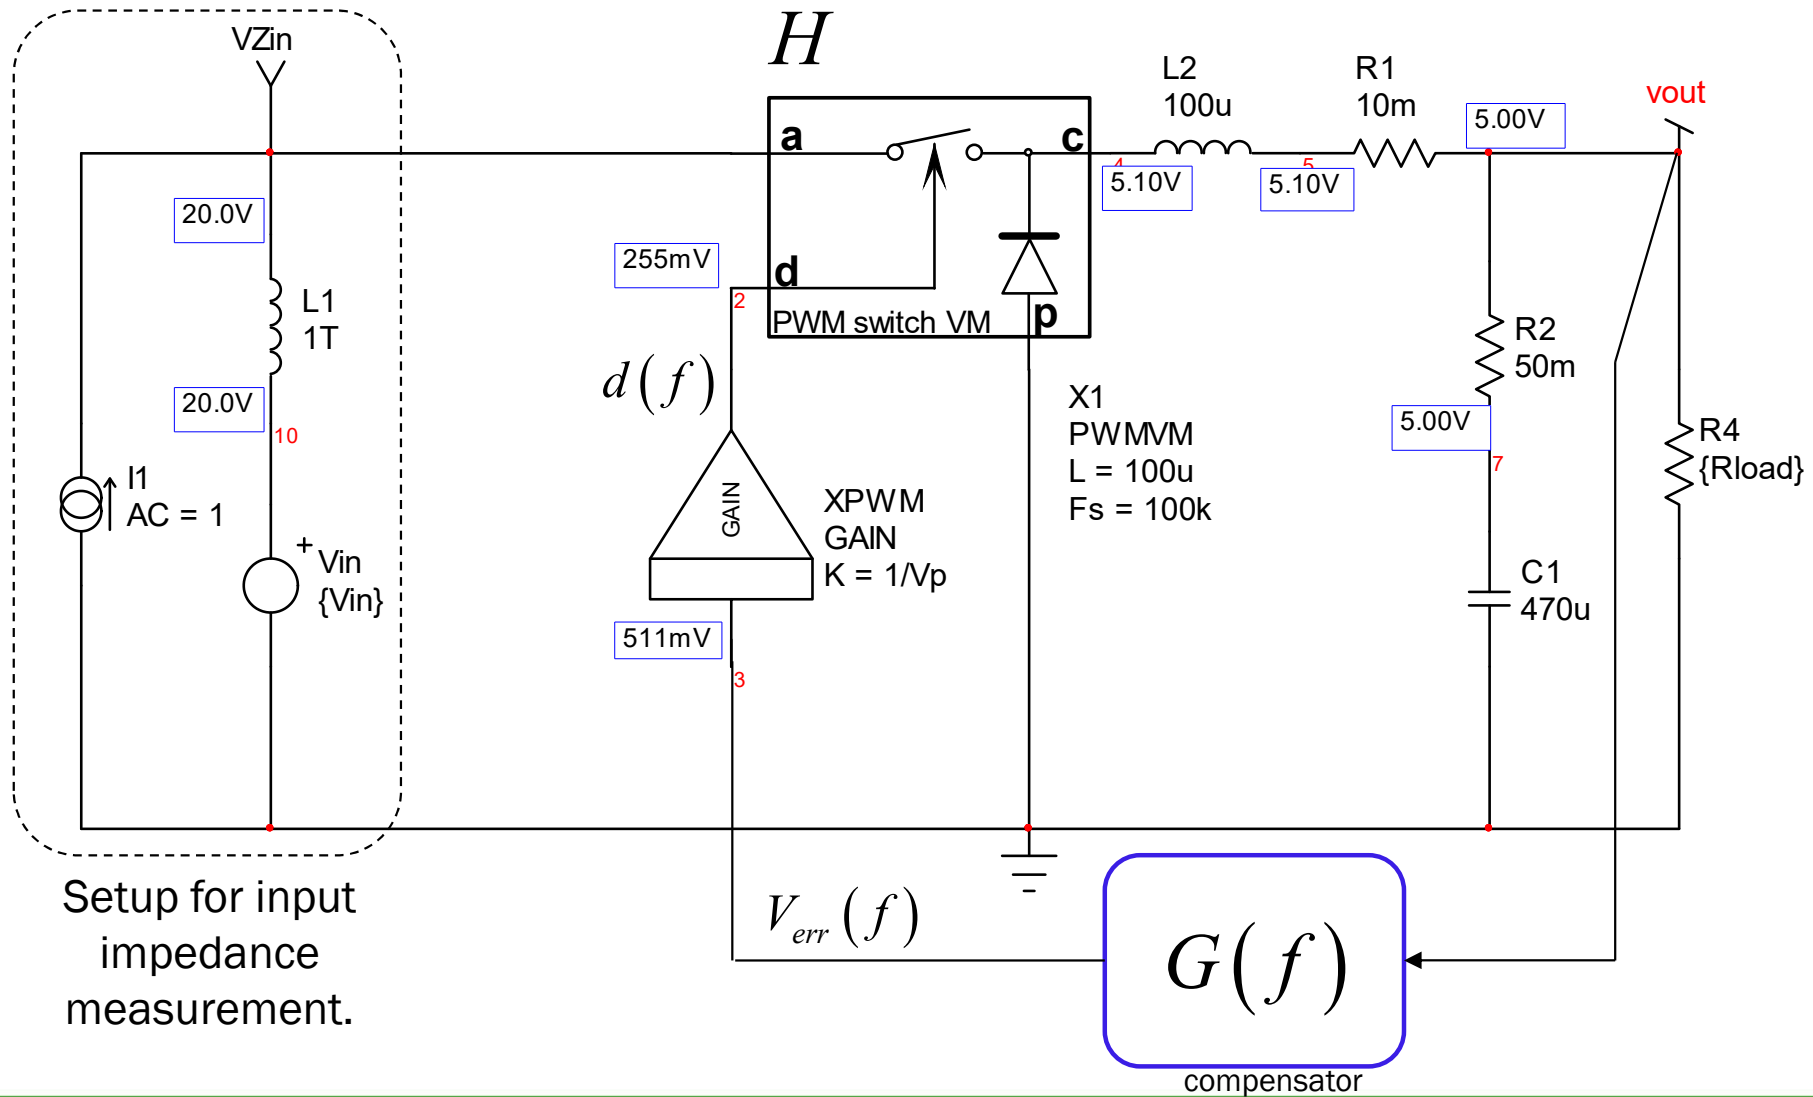 VZin
H
L2
100u
R1
10m
vout
5.00V
a
c
4
5
5.10V
5.10V
20.0V
255mV
d
2
PWM switch VM
p
L1
1T
R2
50m
d(f)
20.0V
10
X1
PWMVM
L = 100u
Fs = 100k
5.00V
7
R4
{Rload}
I1
AC = 1
GAIN
XPWM
GAIN
K = 1/Vp
+
Vin
{Vin}
C1
470u
511mV
3
Setup for input
impedance
measurement.
Verr(f)
G(f)
compensator